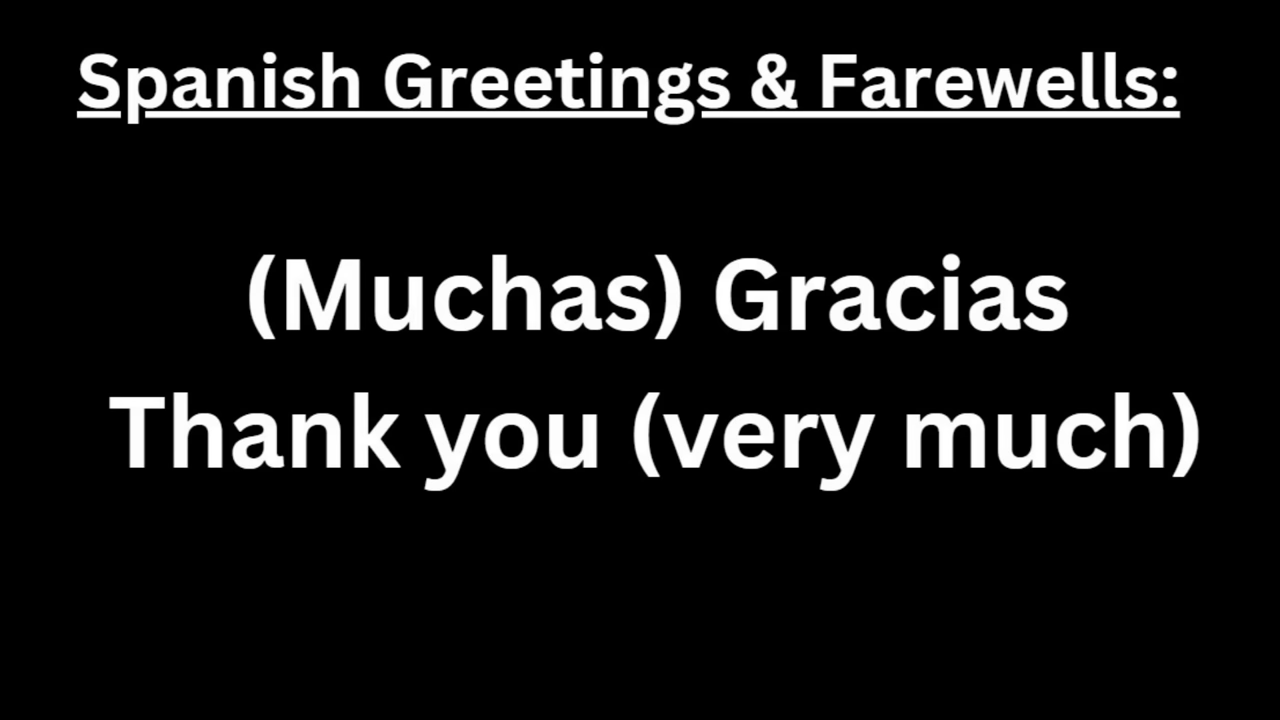 Spanish Greetings & Farewells:
(Muchas) Gracias
Thank you (very much)